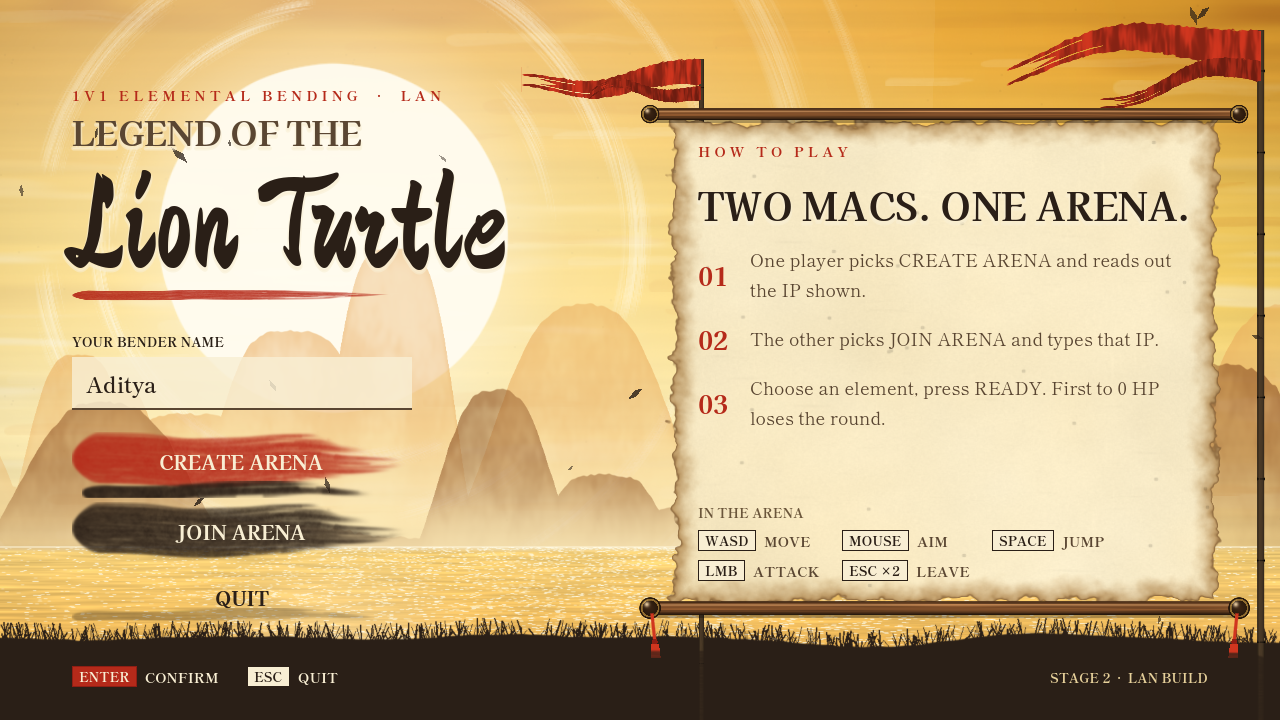 1V1 ELEMENTAL BENDING · LAN
LEGEND OF THE
Lion Turtle
YOUR BENDER NAME
Aditya
CREATE ARENA
JOIN ARENA
QUIT
HOW TO PLAY
TWO MACS. ONE ARENA.
01 One player picks CREATE ARENA and reads out
the IP shown.
02 The other picks JOIN ARENA and types that IP.
03 Choose an element, press READY. First to 0 HP
loses the round.
IN THE ARENA
WASD MOVE MOUSE AIM SPACE JUMP
LMB ATTACK ESC ×2 LEAVE
ENTER CONFIRM ESC QUIT
STAGE 2 · LAN BUILD